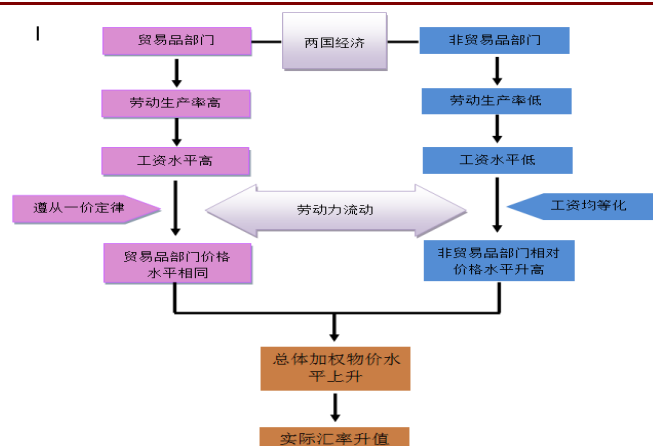 贸易品部门
两国经济
非贸易品部门
劳动生产率高
劳动生产率低
工资水平高
工资水平低
遵从一价定律
劳动力流动
工资均等化
贸易品部门价格
水平相同
非贸易品部门相对
价格水平升高
总体加权物价水
平上升
实际汇率升值